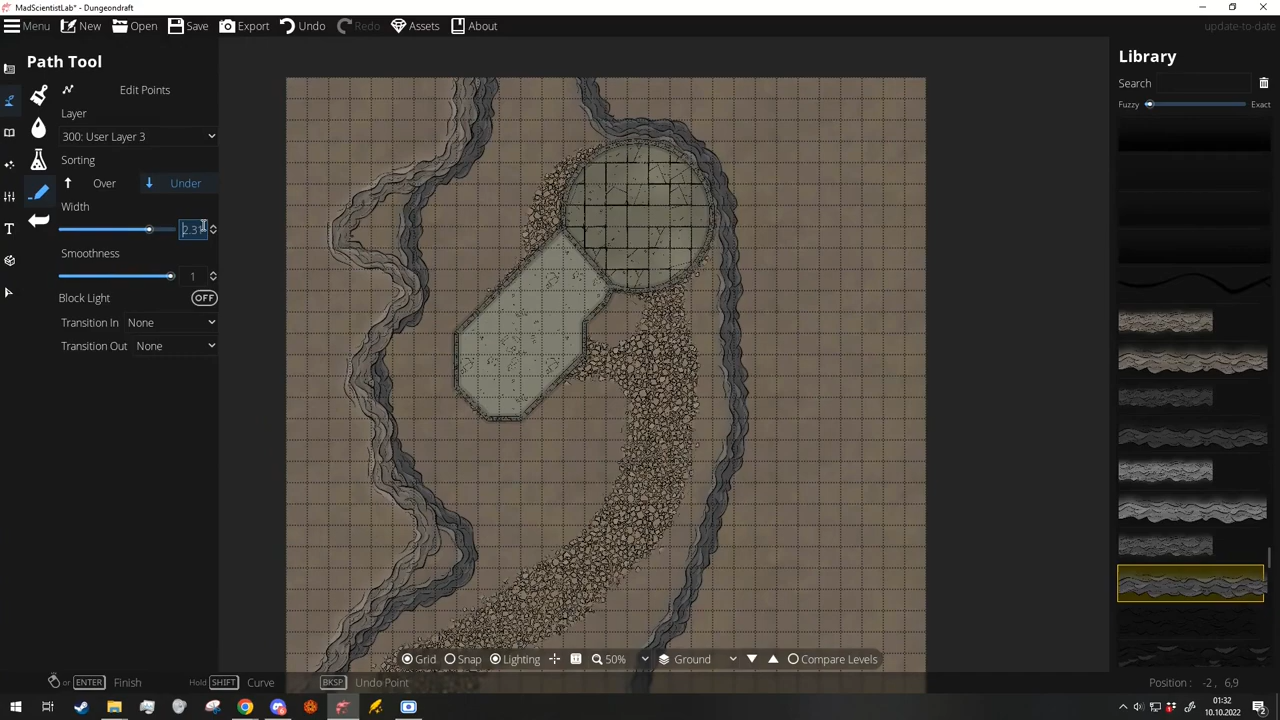 MadScientistLab* - Dungeondraft
Menu New Open Save Export Undo Redo Assets About update-to-date
Path Tool
Edit Points
Layer
300: User Layer 3
Sorting
Over Under
Width
Smoothness
1
Block Light OFF
Transition In None
Transition Out None
Library
Search
Fuzzy Exact
Grid Snap Lighting 50% Ground Compare Levels
or ENTER Finish Hold SHIFT Curve BKSP Undo Point Position : -2 , 6,9
01:32
10.10.2022